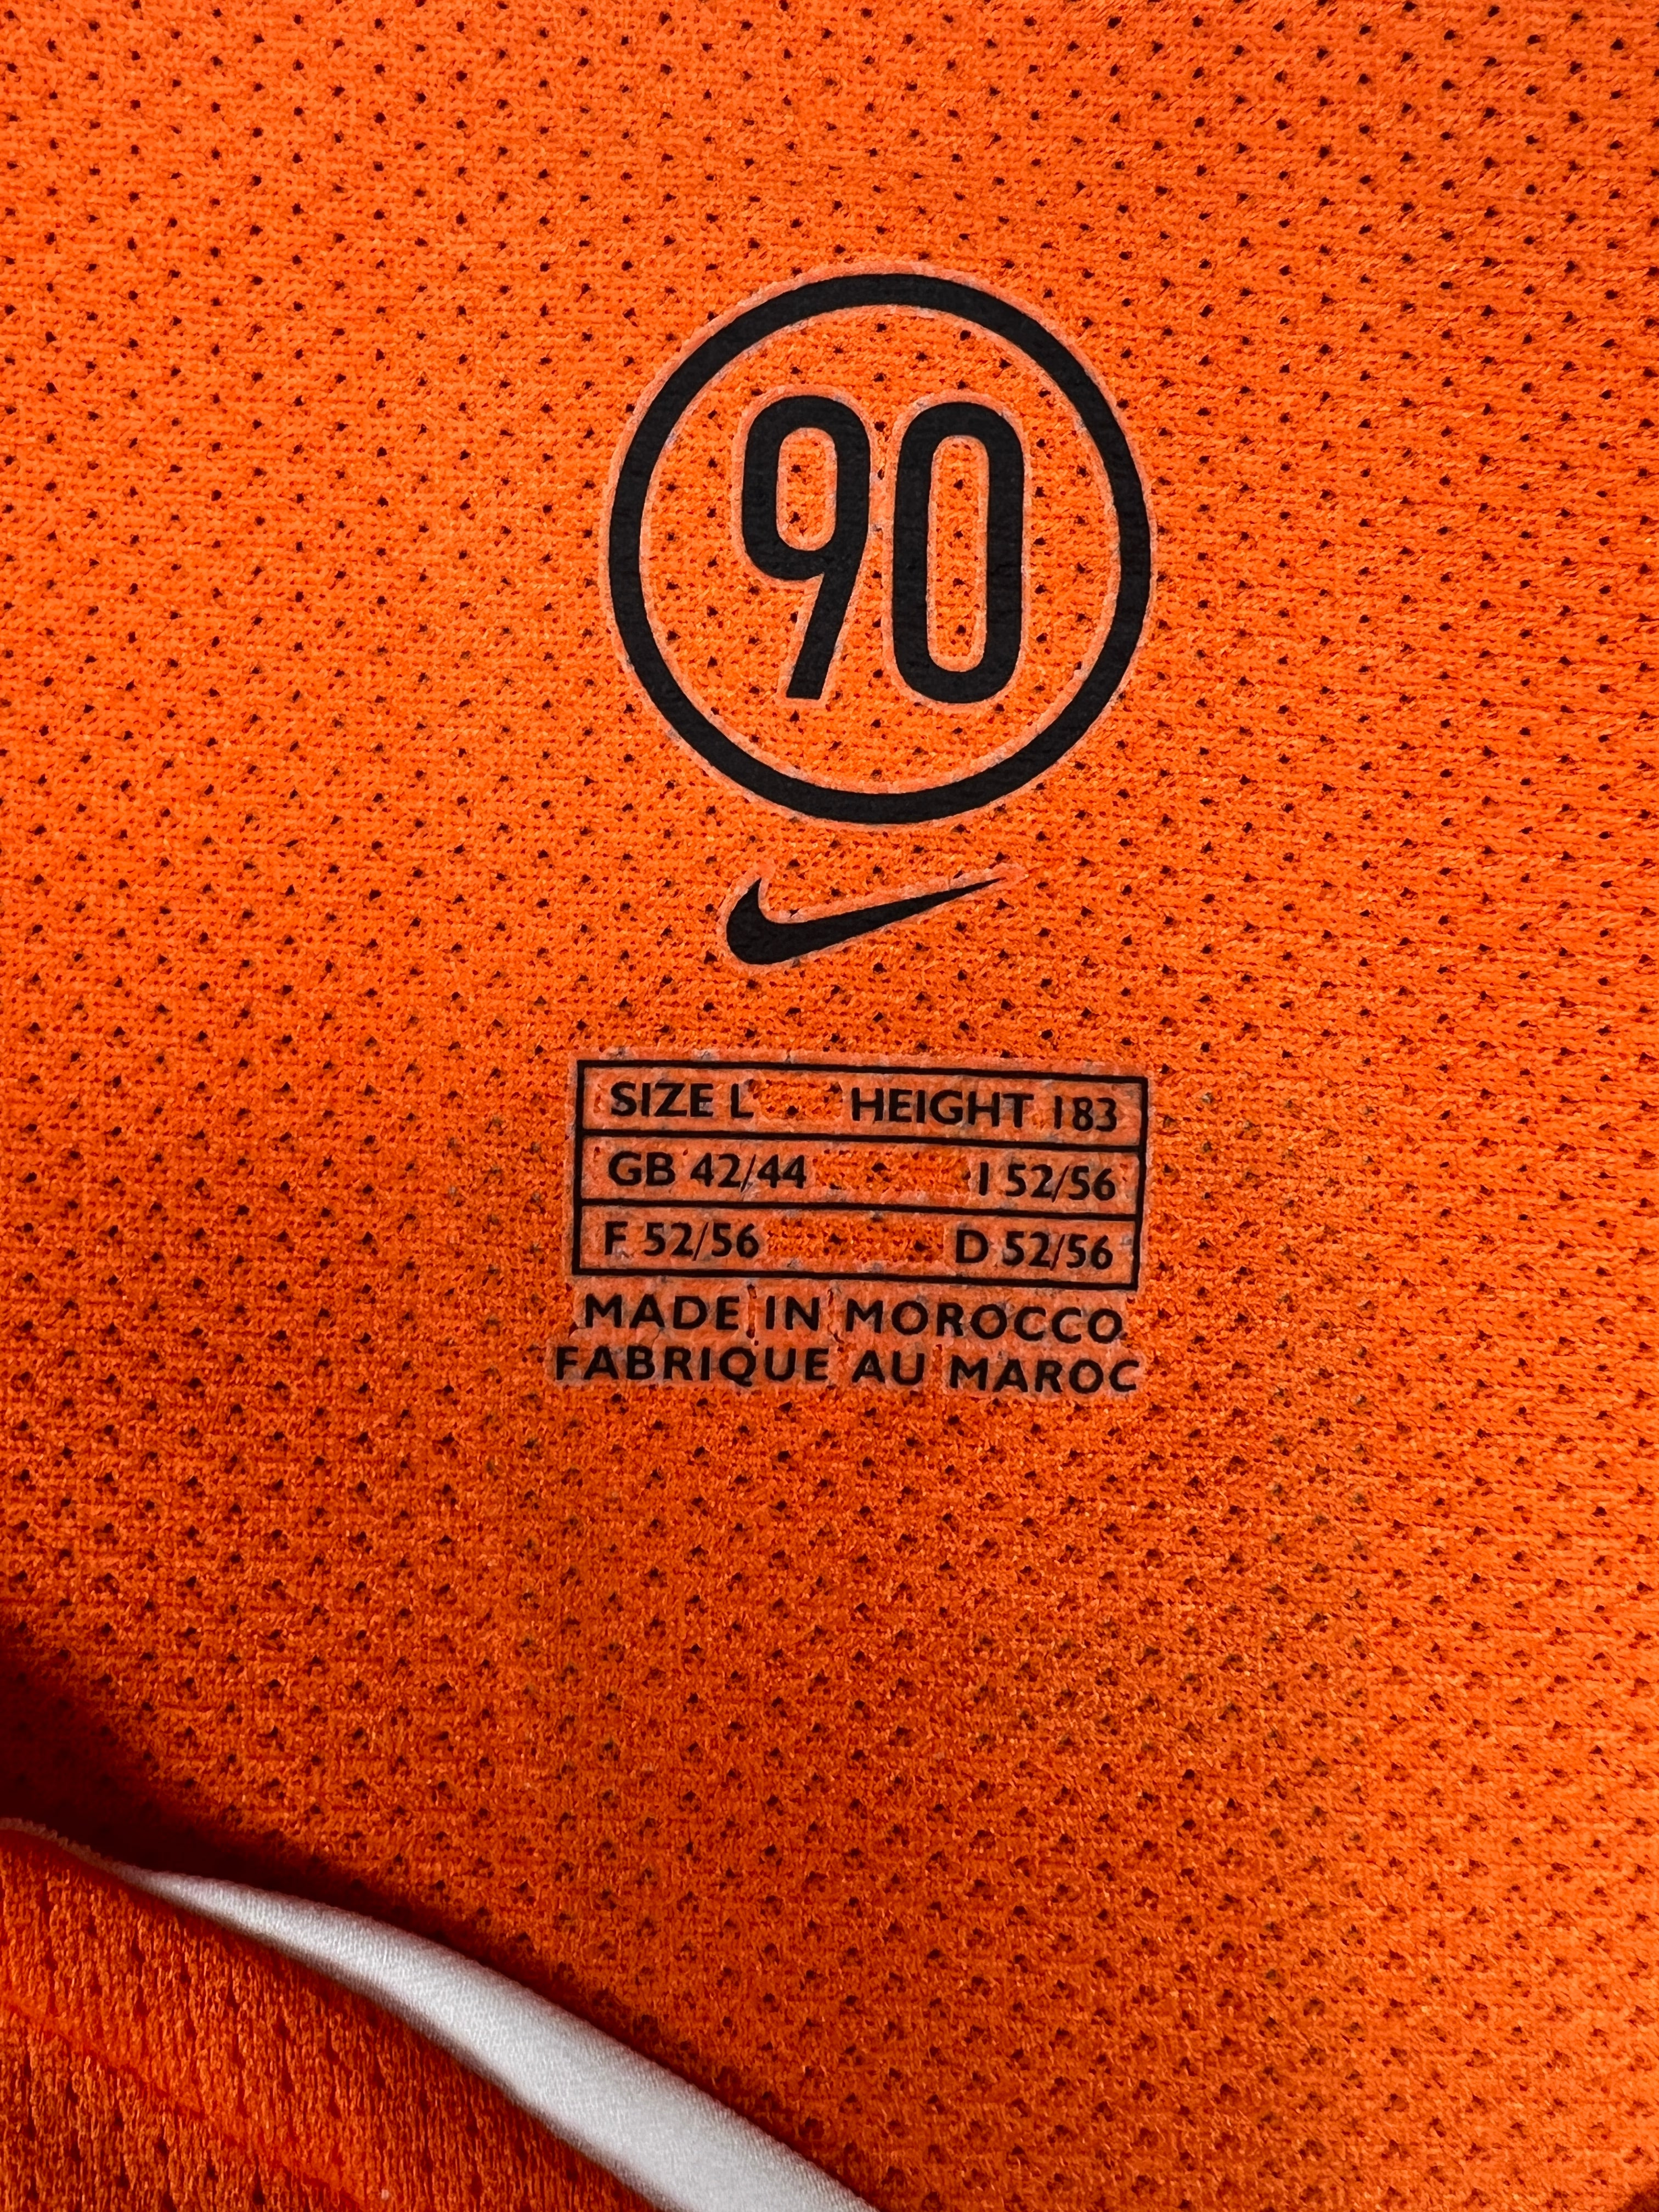 90
SIZE L HEIGHT 183
GB 42/44 I 52/56
F 52/56 D 52/56
MADE IN MOROCCO
FABRIQUE AU MAROC